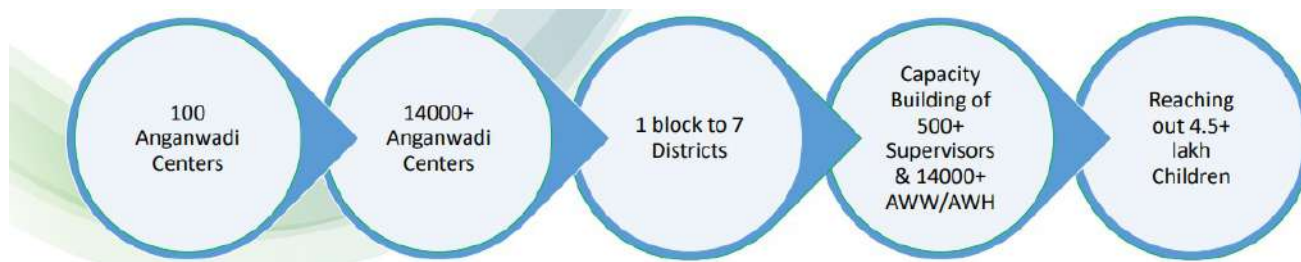 100
Anganwadi
Centers
14000+
Anganwadi
Centers
1 block to 7
Districts
Capacity
Building of
500+
Supervisors
& 14000+
AWW/AWH
Reaching
out 4.5+
lakh
Children